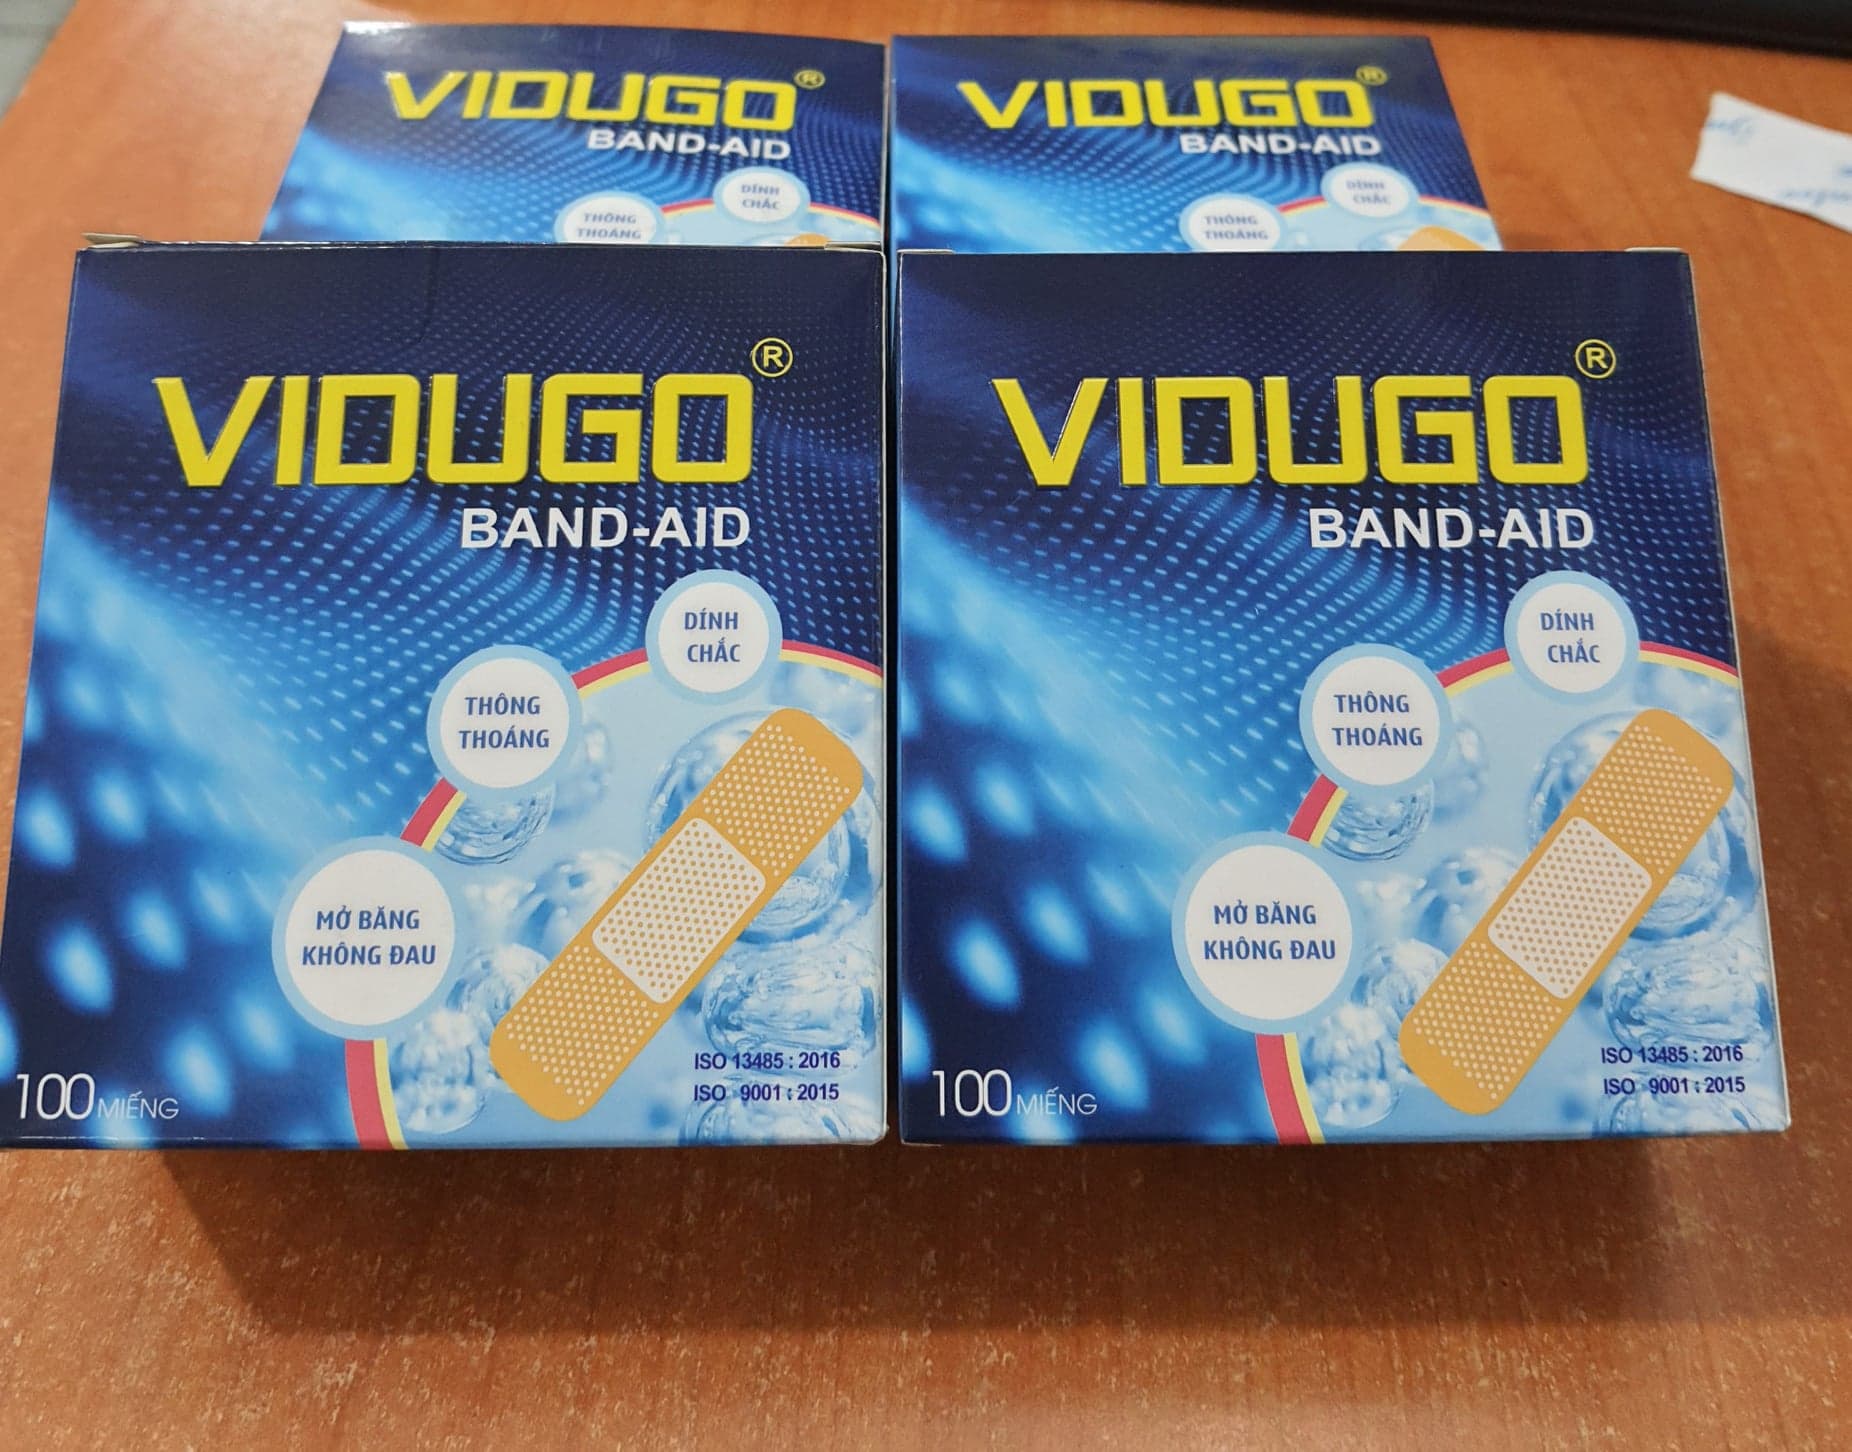 VIDUGO®
BAND-AID
DÍNH
CHẮC
THÔNG
THOÁNG
VIDUGO®
BAND-AID
DÍNH
CHẮC
THÔNG
THOÁNG
VIDUGO®
BAND-AID
DÍNH
CHẮC
THÔNG
THOÁNG
MỞ BĂNG
KHÔNG ĐAU
ISO 13485 : 2016
ISO 9001 : 2015
100 MIẾNG
VIDUGO®
BAND-AID
DÍNH
CHẮC
THÔNG
THOÁNG
MỞ BĂNG
KHÔNG ĐAU
ISO 13485 : 2016
ISO 9001 : 2015
100 MIẾNG